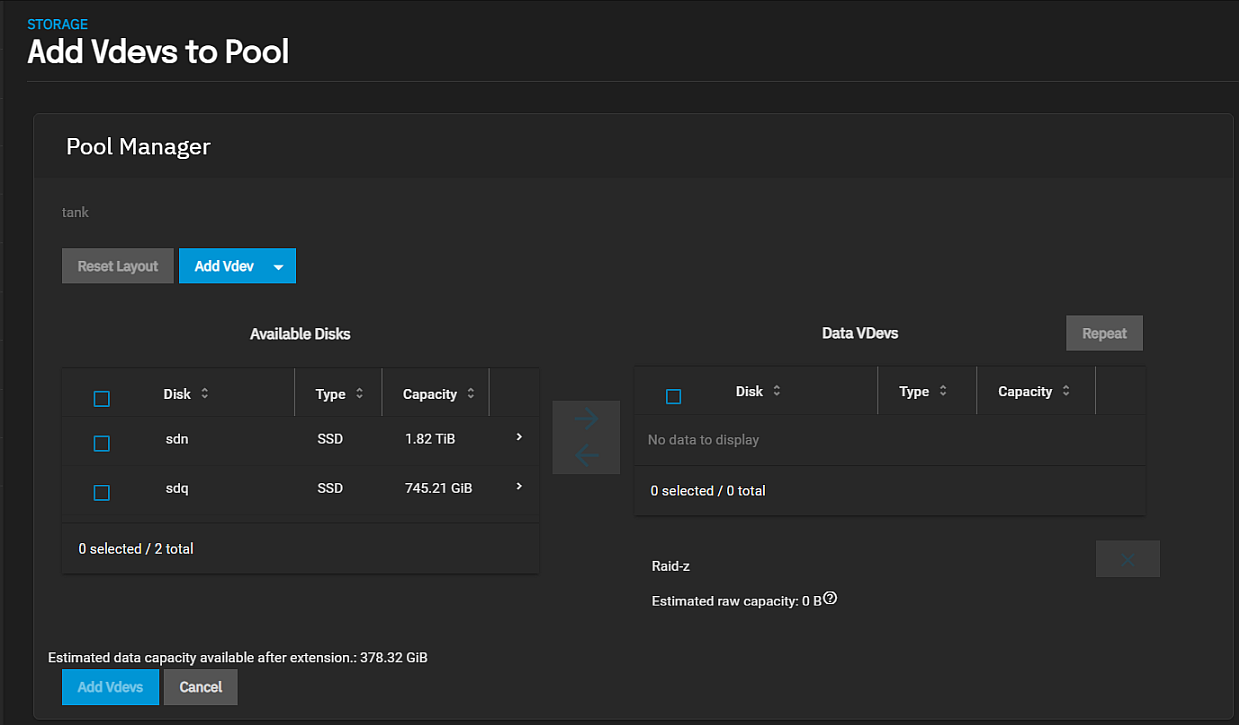 STORAGE
Add Vdevs to Pool
Pool Manager
tank
Reset Layout
Add Vdev
Available Disks
Disk Type Capacity
sdn SSD 1.82 TiB
sdq SSD 745.21 GiB
0 selected / 2 total
Data VDevs
Repeat
Disk Type Capacity
No data to display
0 selected / 0 total
Raid-z
Estimated raw capacity: 0 B
Estimated data capacity available after extension.: 378.32 GiB
Add Vdevs
Cancel